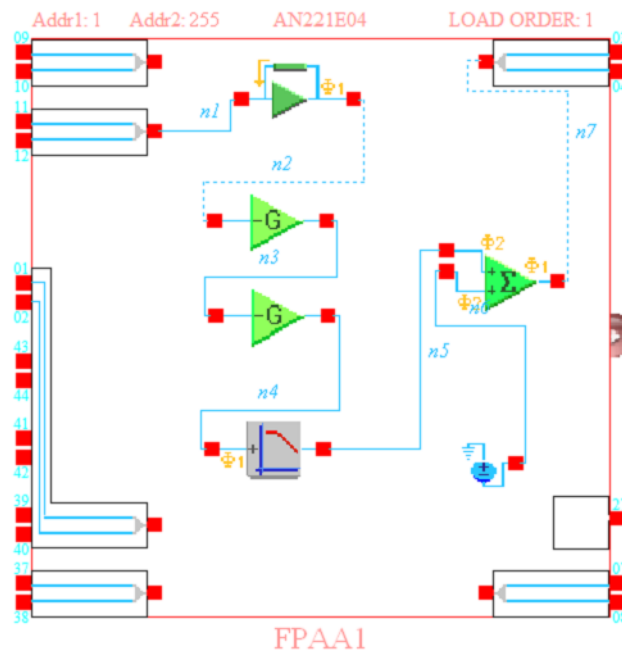 Addr1: 1 Addr2: 255 AN221E04 LOAD ORDER: 1
09
10
11
12
n1
Φ1
n2
n7
-G
n3
01
02
43
44
Φ2
Φ1
Σ
n6
n5
-G
n4
Φ1
41
42
39
40
37
38
FPAA1